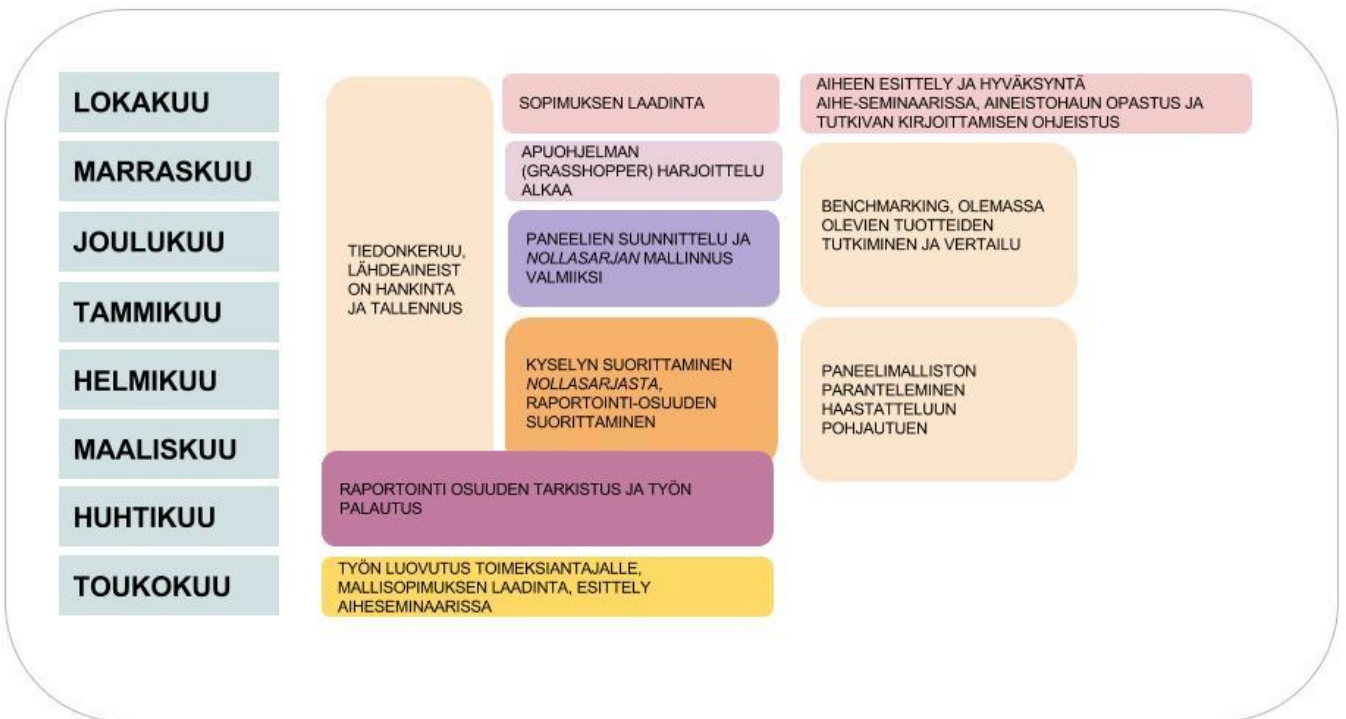 LOKAKUU
MARRASKUU
JOULUKUU
TAMMIKUU
HELMIKUU
MAALISKUU
HUHTIKUU
TOUKOKUU
TIEDONKERUU,
LÄHDEAINEIST
ON HANKINTA
JA TALLENNUS
SOPIMUKSEN LAADINTA
AIHEEN ESITTELY JA HYVÄKSYNTÄ
AIHE-SEMINAARISSA, AINEISTOHAUN OPASTUS JA
TUTKIVAN KIRJOITTAMISEN OHJEISTUS
APUOHJELMAN
(GRASSHOPPER) HARJOITTELU
ALKAA
BENCHMARKING, OLEMASSA
OLEVIEN TUOTTEIDEN
TUTKIMINEN JA VERTAILU
PANEELIEN SUUNNITTELU JA
NOLLASARJAN MALLINNUS
VALMIIKSI
KYSELYN SUORITTAMINEN
NOLLASARJASTA,
RAPORTOINTI-OSUUDEN
SUORITTAMINEN
PANEELIMALLISTON
PARANTELEMINEN
HAASTATTELUUN
POHJAUTUEN
RAPORTOINTI OSUUDEN TARKISTUS JA TYÖN
PALAUTUS
TYÖN LUOVUTUS TOIMEKSIANTAJALLE,
MALLISOPIMUKSEN LAADINTA, ESITTELY
AIHESEMINAARISSA